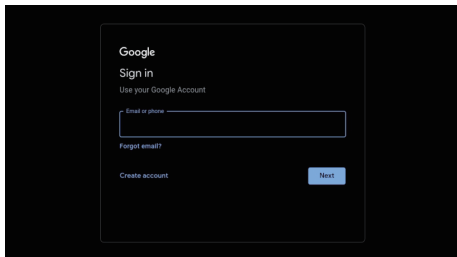 Google
Sign in
Use your Google Account
Email or phone
Forgot email?
Create account
Next